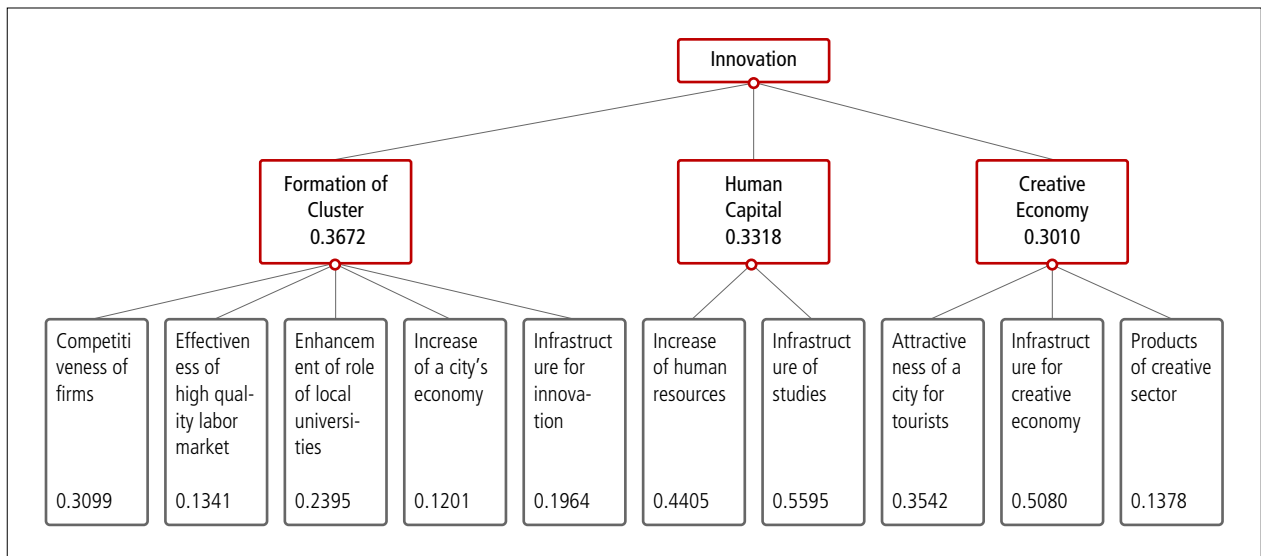 Innovation
Formation of
Cluster
0.3672
Human
Capital
0.3318
Creative
Economy
0.3010
Competiti
veness of
firms
0.3099
Effectiven
ess of
high qual-
ity labor
market
0.1341
Enhancem
ent of role
of local
universi-
ties
0.2395
Increase
of a city’s
economy
0.1201
Infrastruct
ure for
innova-
tion
0.1964
Increase
of human
resources
0.4405
Infrastruct
ure of
studies
0.5595
Attractive
ness of a
city for
tourists
0.3542
Infrastruct
ure for
creative
economy
0.5080
Products
of creative
sector
0.1378